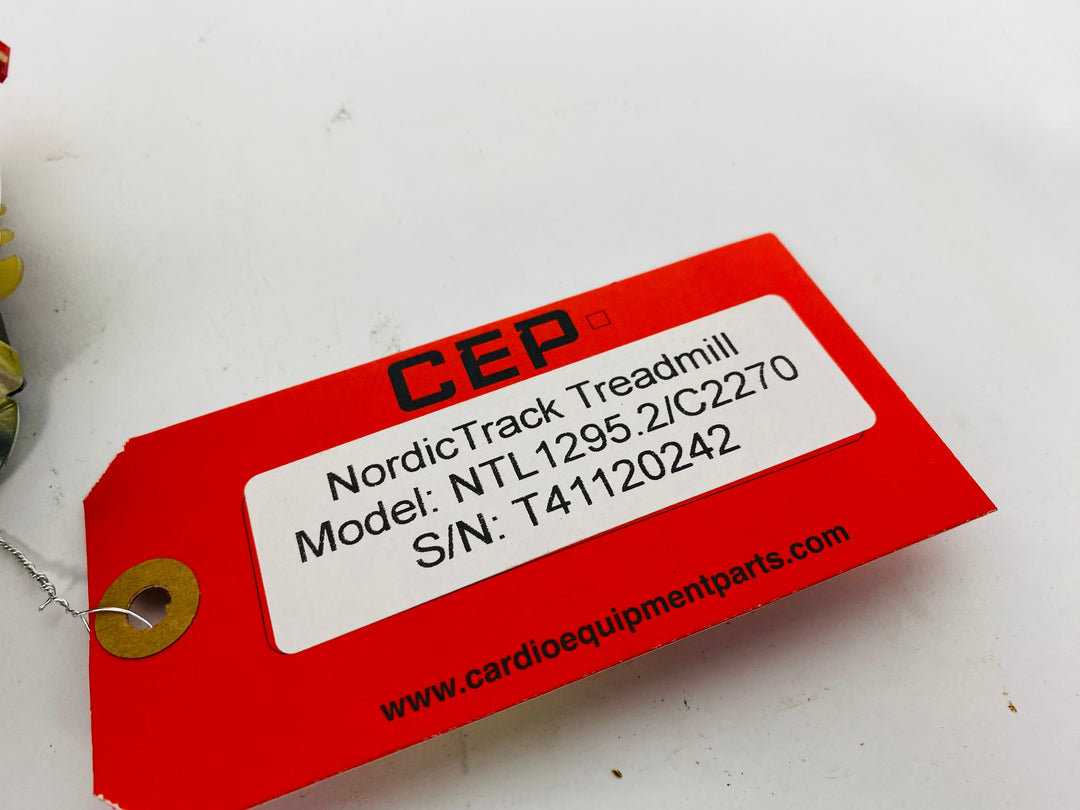 CEP
NordicTrack Treadmill
Model: NTL1295.2/C2270
S/N: T41120242
www.cardioequipmentparts.com